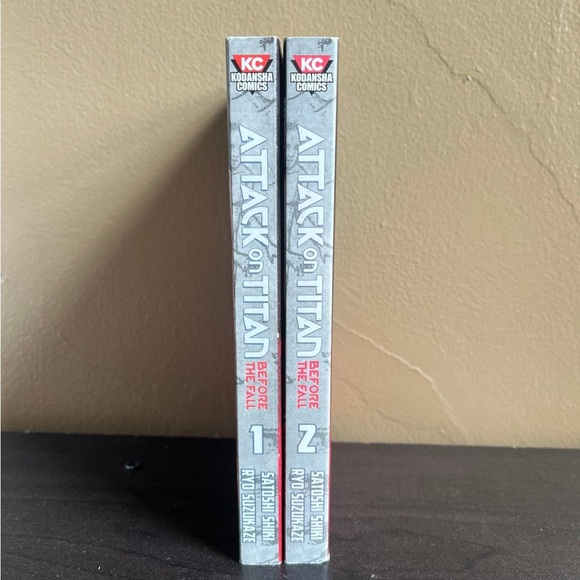 KC
KODANSHA
COMICS
ATTACK ON TITAN
BEFORE
THE FALL
1
SATOSHI SHIKI
RYO SUZUKAZE
KC
KODANSHA
COMICS
ATTACK ON TITAN
BEFORE
THE FALL
2
SATOSHI SHIKI
RYO SUZUKAZE